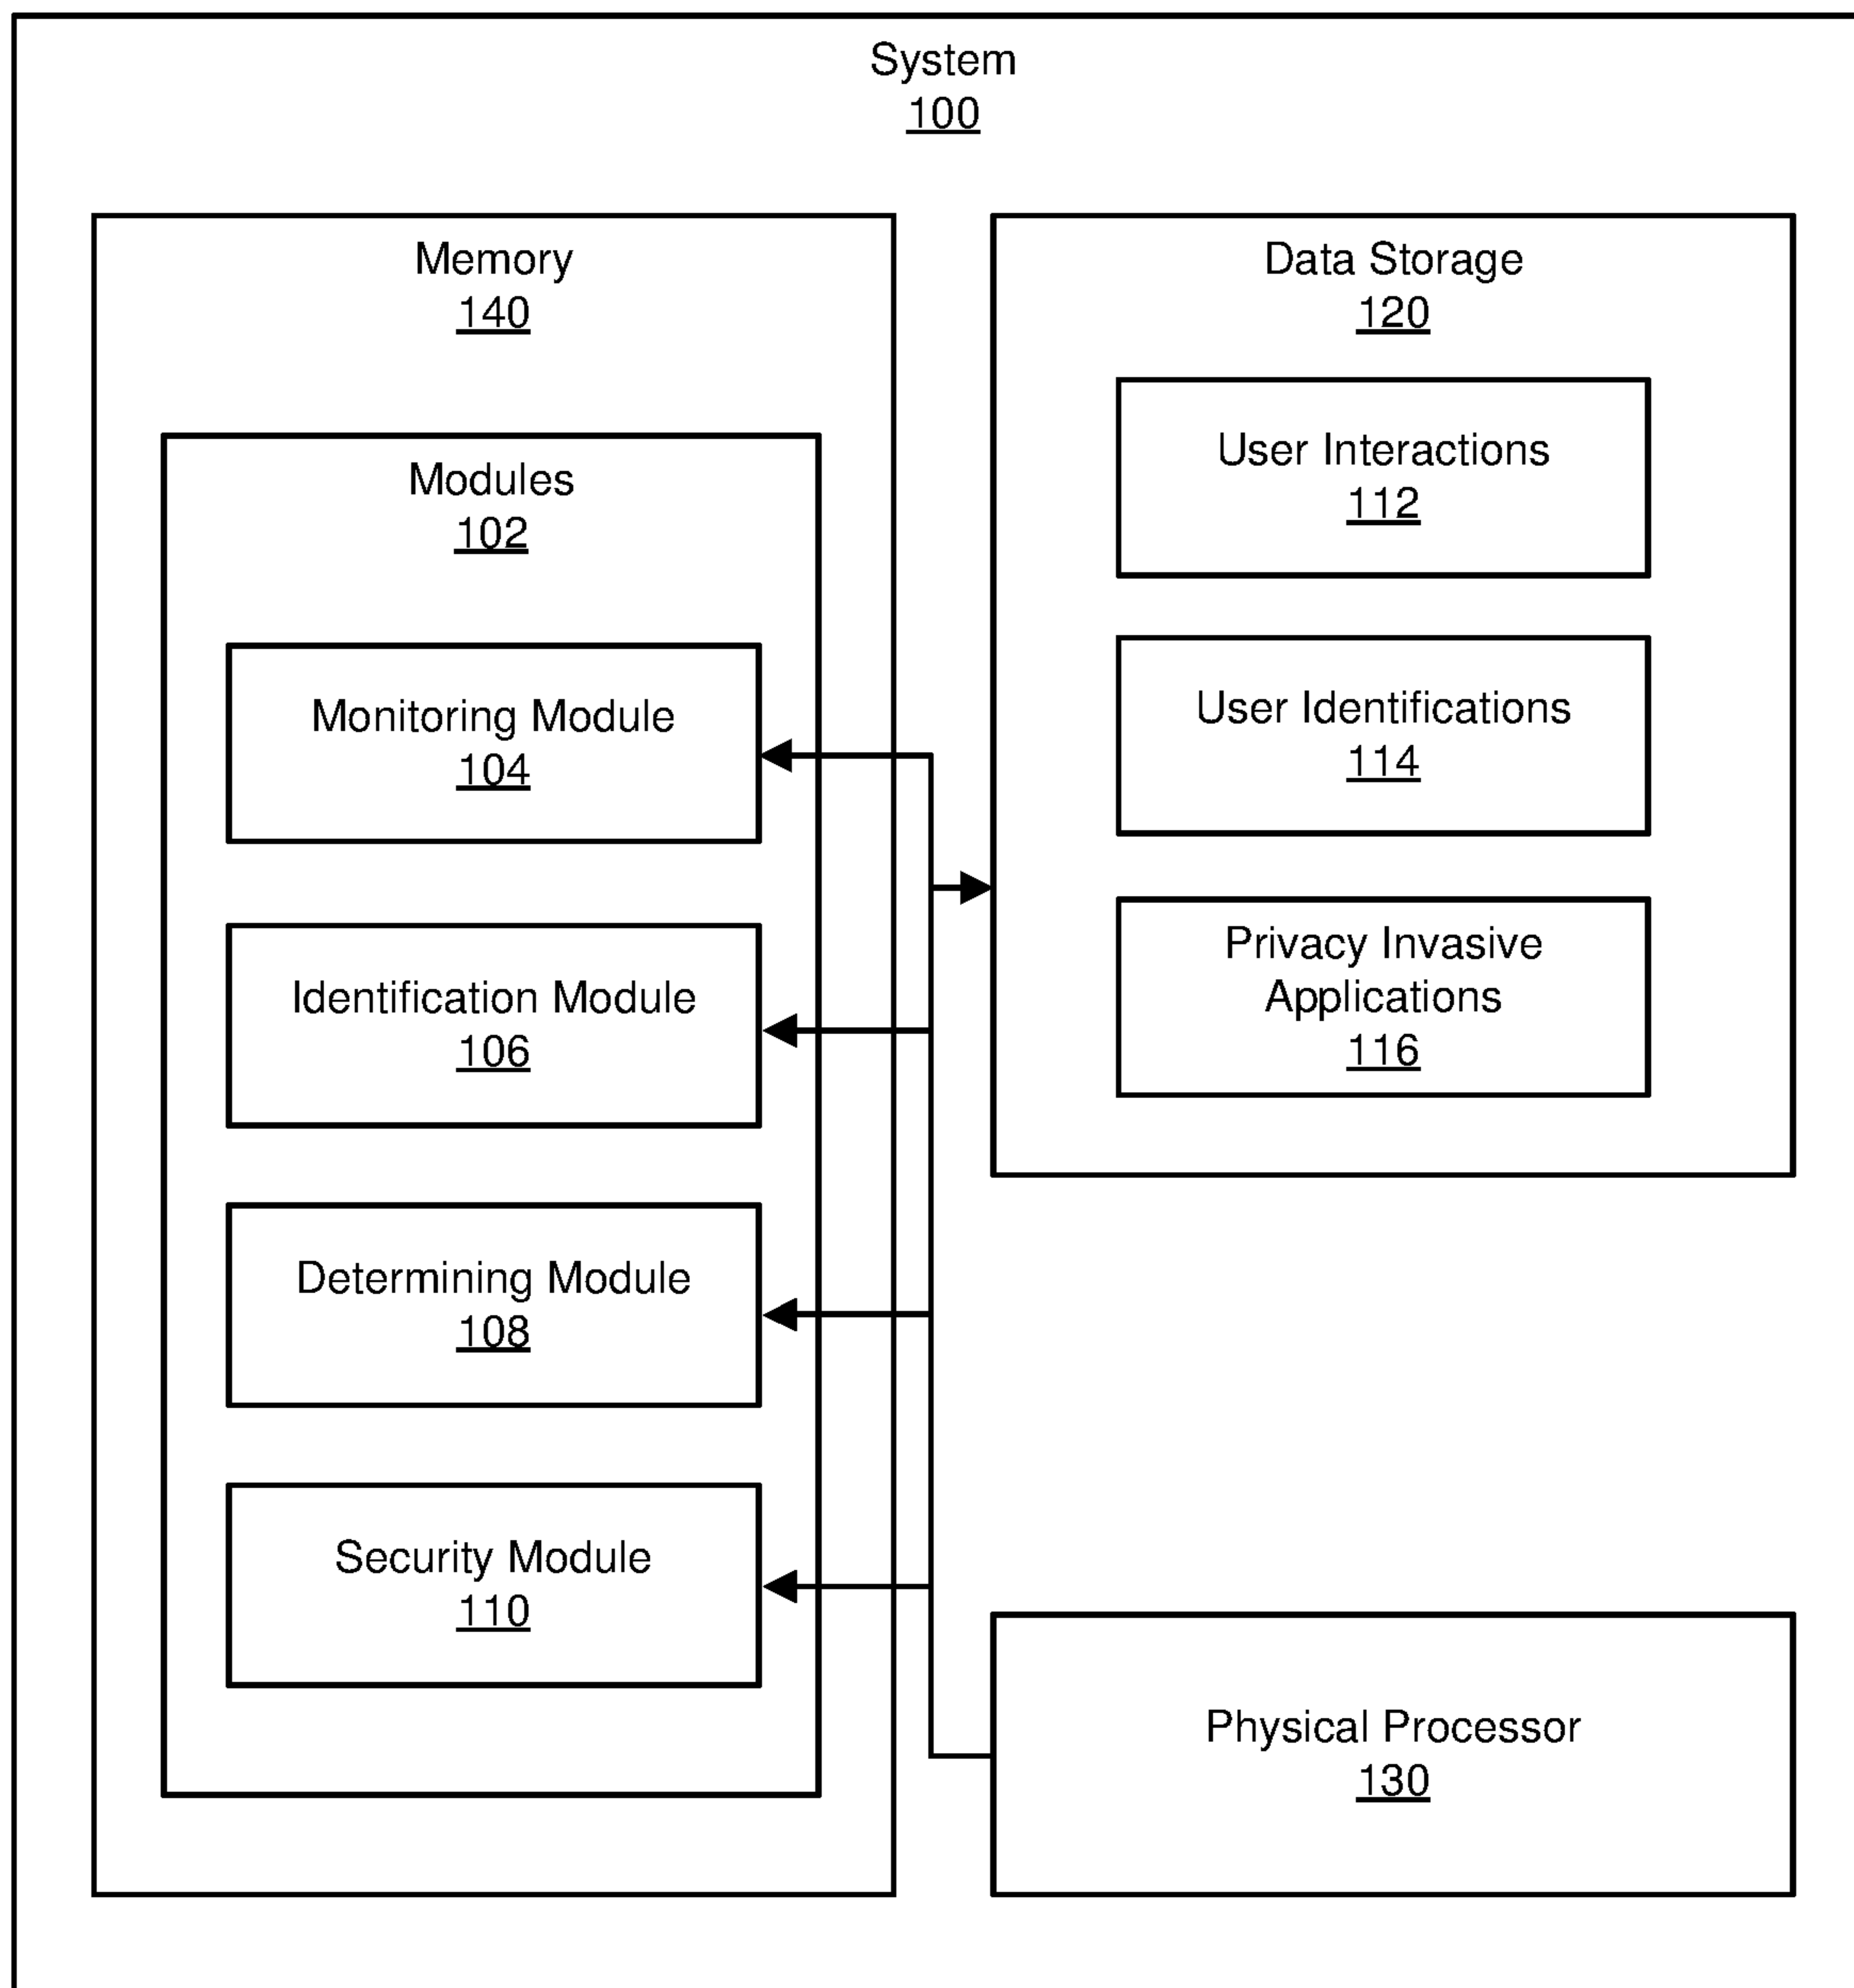 System
100
Memory
140
Modules
102
Monitoring Module
104
Identification Module
106
Determining Module
108
Security Module
110
Data Storage
120
User Interactions
112
User Identifications
114
Privacy Invasive
Applications
116
Physical Processor
130